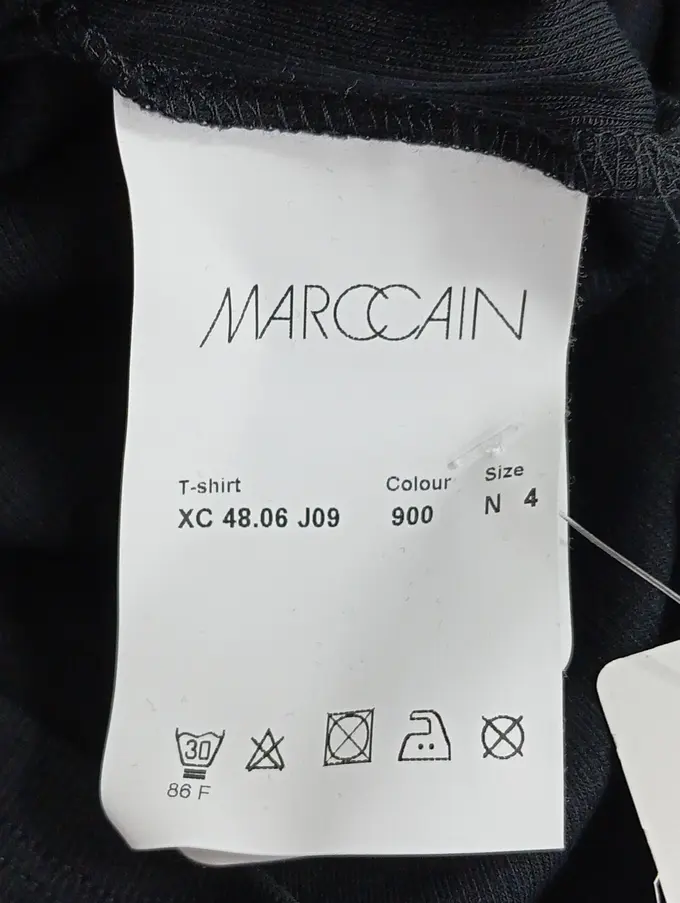 MARCCAIN
T-shirt Colour Size
XC 48.06 J09 900 N 4
30
86 F